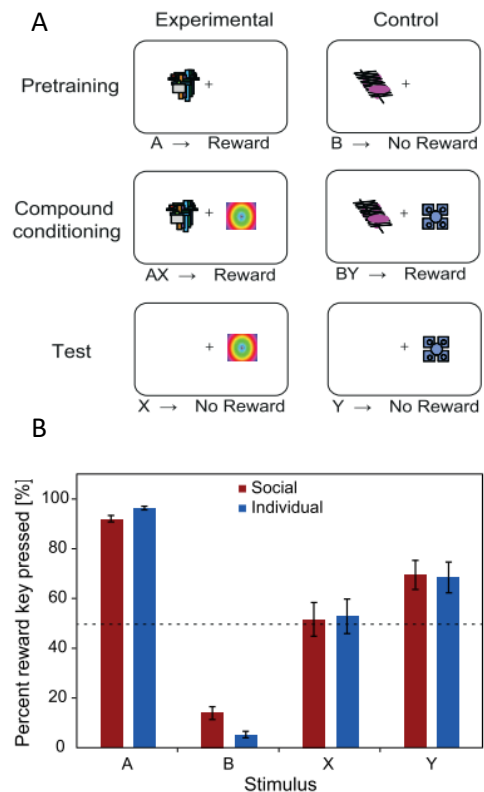 A
Experimental Control
Pretraining
+ +
A → Reward B → No Reward
Compound
conditioning
+ +
AX → Reward BY → Reward
Test
+ +
X → No Reward Y → No Reward
B
Percent reward key pressed [%]
100
80
60
40
20
0
Social
Individual
A B X Y
Stimulus